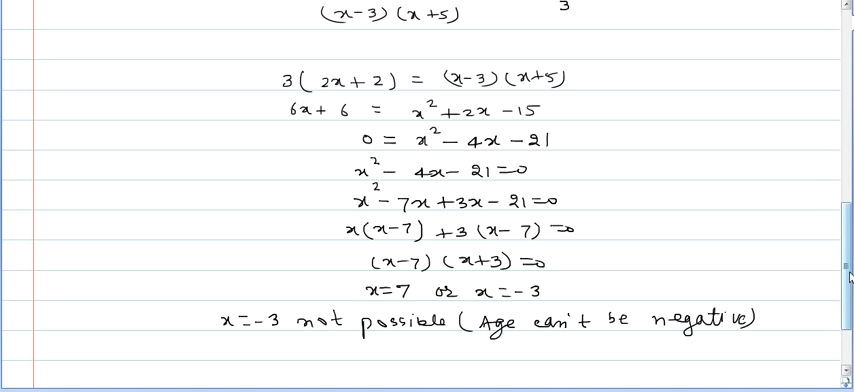 (x-3) (x+5) 3
3( 2x+2) = (x-3) (x+5)
6x+ 6 = x² +2x -15
0 = x² - 4x - 21
x² - 4x - 21 =0
x² - 7x +3x - 21 =0
x(x-7) +3 (x- 7) =0
(x-7) (x+3) =0
x=7 or x=-3
x=-3 not possible ( Age can't be negative)